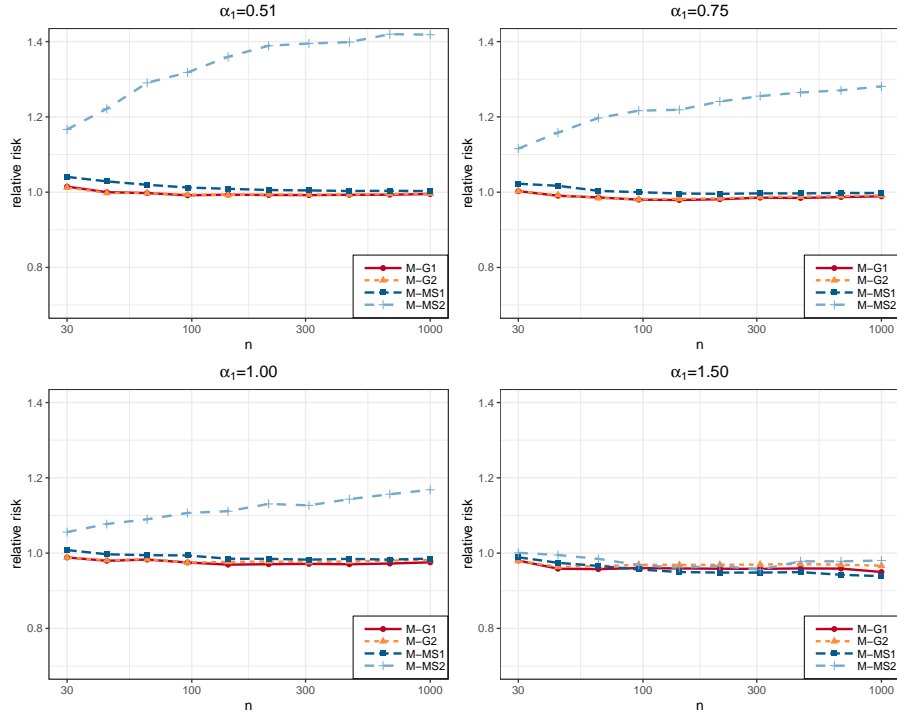 α₁=0.51
relative risk
1.4
1.2
1.0
0.8
30
100
300
1000
n
M−G1
M−G2
M−MS1
M−MS2
α₁=0.75
relative risk
1.4
1.2
1.0
0.8
30
100
300
1000
n
M−G1
M−G2
M−MS1
M−MS2
α₁=1.00
relative risk
1.4
1.2
1.0
0.8
30
100
300
1000
n
M−G1
M−G2
M−MS1
M−MS2
α₁=1.50
relative risk
1.4
1.2
1.0
0.8
30
100
300
1000
n
M−G1
M−G2
M−MS1
M−MS2